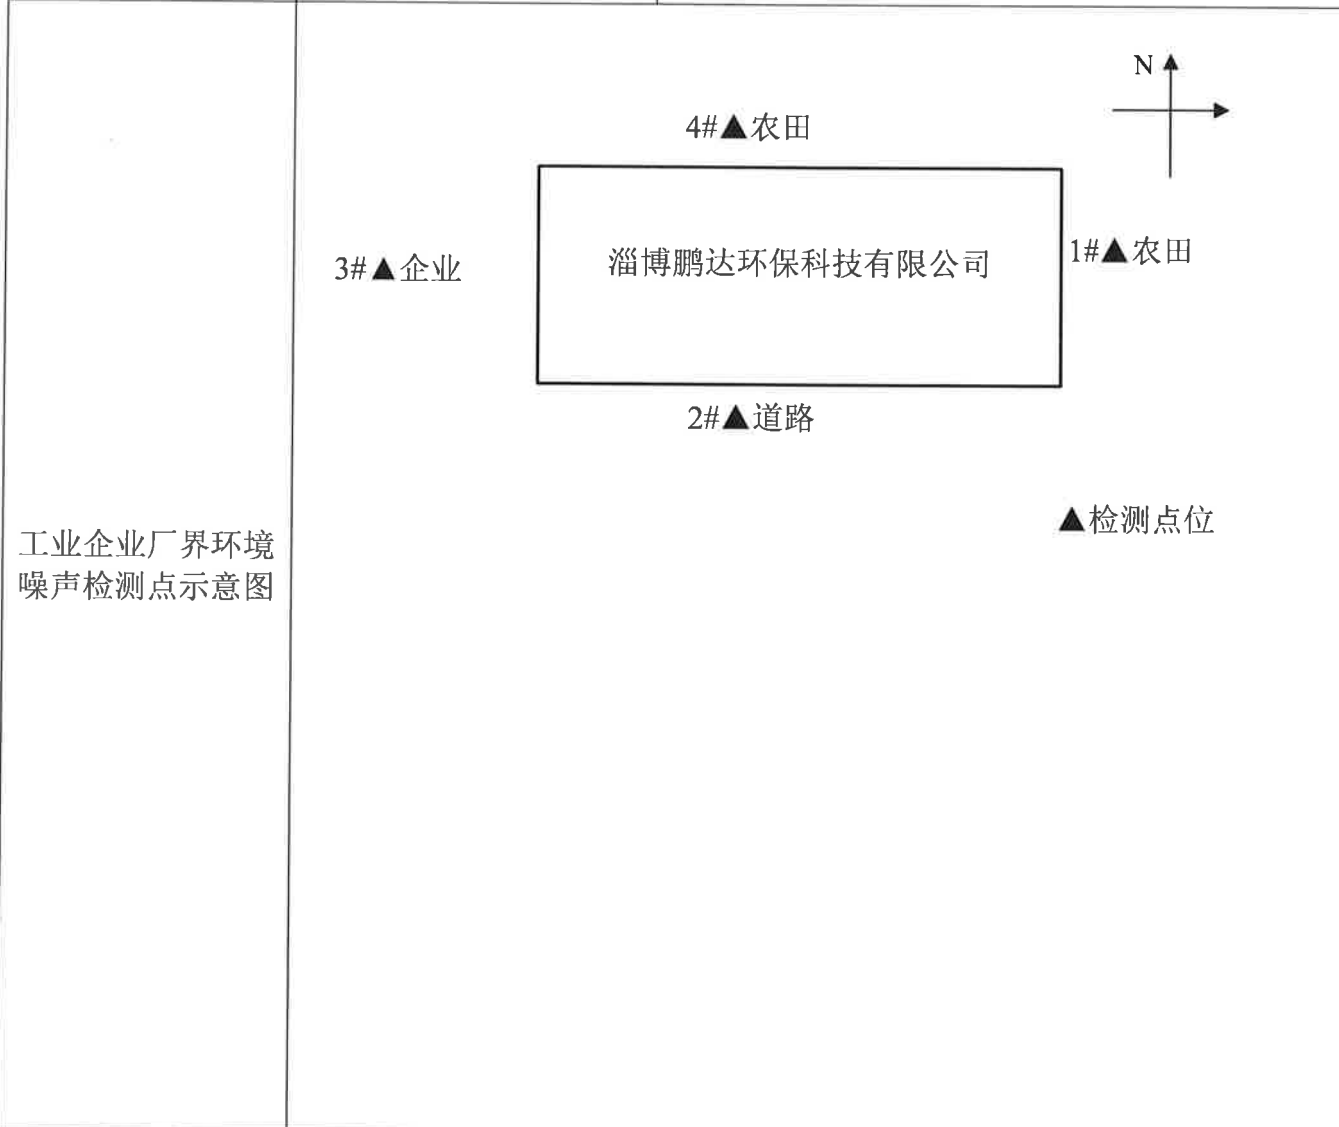 N
4#▲农田
淄博鹏达环保科技有限公司
1#▲农田
3#▲企业
2#▲道路
▲检测点位
工业企业厂界环境
噪声检测点示意图